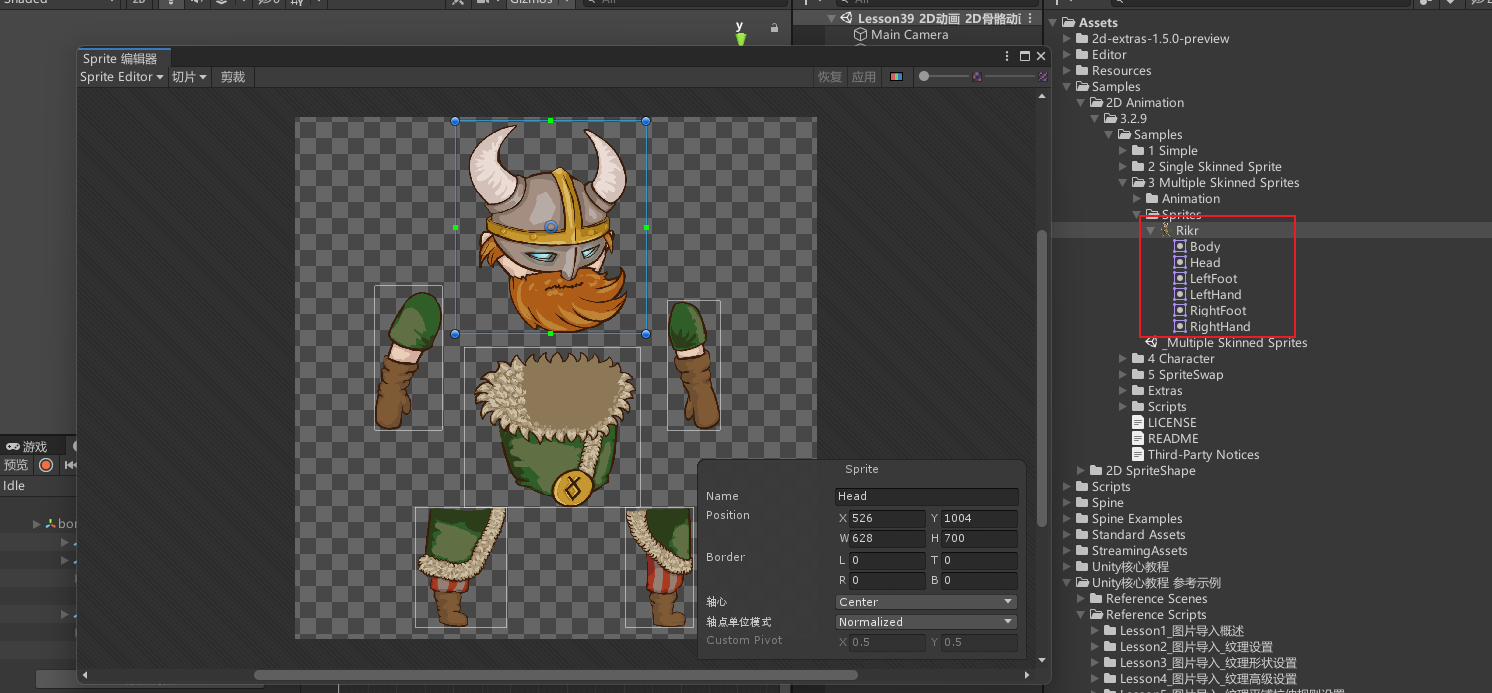 Shaded
2D
Gizmos
All
All
Lesson39 2D动画 2D骨骼动画
Main Camera
y
Sprite 编辑器
Sprite Editor
切片
剪裁
恢复
应用
Sprite
Name
Head
Position
X 526
Y 1004
W 628
H 700
Border
L 0
T 0
R 0
B 0
轴心
Center
轴点单位模式
Normalized
Custom Pivot
X 0.5
Y 0.5
游戏
预览
Idle
bor
Assets
2d-extras-1.5.0-preview
Editor
Resources
Samples
2D Animation
3.2.9
Samples
1 Simple
2 Single Skinned Sprite
3 Multiple Skinned Sprites
Animation
Sprites
Rikr
Body
Head
LeftFoot
LeftHand
RightFoot
RightHand
_Multiple Skinned Sprites
4 Character
5 SpriteSwap
Extras
Scripts
LICENSE
README
Third-Party Notices
2D SpriteShape
Scripts
Spine
Spine Examples
Standard Assets
StreamingAssets
Unity核心教程
Unity核心教程 参考示例
Reference Scenes
Reference Scripts
Lesson1_图片导入概述
Lesson2_图片导入_纹理设置
Lesson3_图片导入_纹理形状设置
Lesson4_图片导入_纹理高级设置